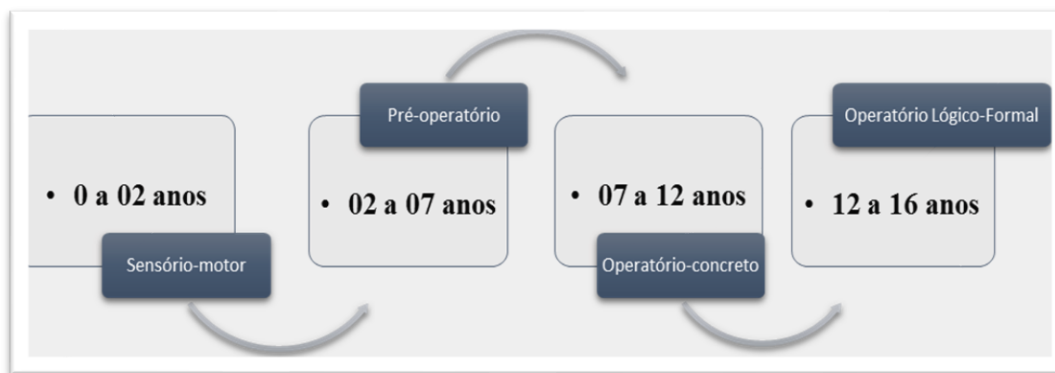 • 0 a 02 anos
Sensório-motor
Pré-operatório
• 02 a 07 anos
• 07 a 12 anos
Operatório-concreto
Operatório Lógico-Formal
• 12 a 16 anos